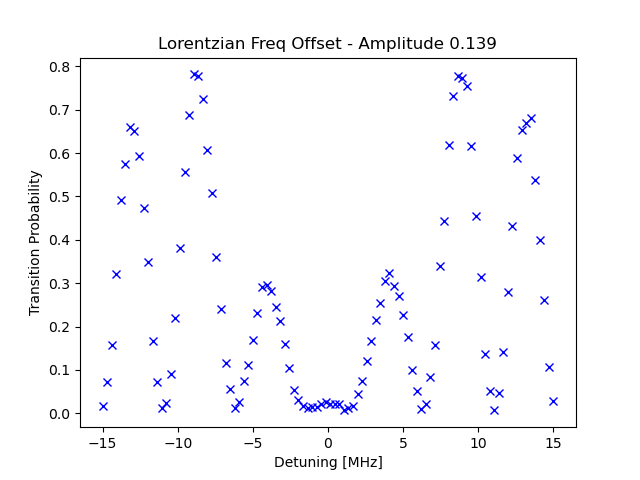 Lorentzian Freq Offset - Amplitude 0.139
0.8
0.7
0.6
0.5
0.4
0.3
0.2
0.1
0.0
Transition Probability
−15 −10 −5 0 5 10 15
Detuning [MHz]